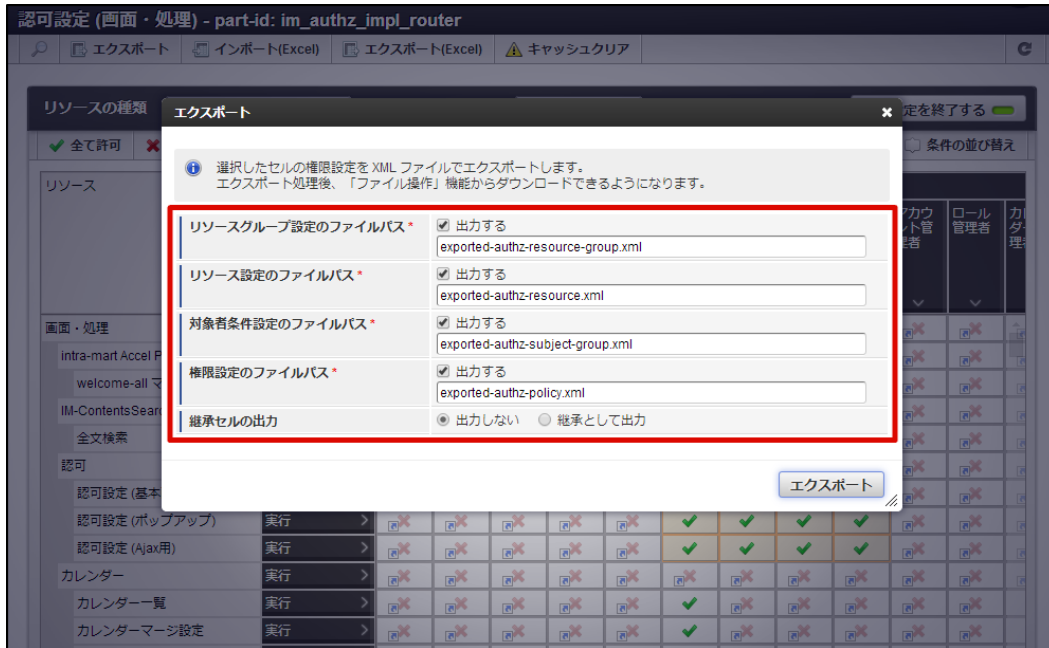 認可設定 (画面・処理) - part-id: im_authz_impl_router
エクスポート インポート(Excel) エクスポート(Excel) キャッシュクリア
リソースの種類
定を終了する
全て許可
条件の並び替え
エクスポート
選択したセルの権限設定を XML ファイルでエクスポートします。
エクスポート処理後、「ファイル操作」機能からダウンロードできるようになります。
リソースグループ設定のファイルパス * 出力する
exported-authz-resource-group.xml
リソース設定のファイルパス * 出力する
exported-authz-resource.xml
対象者条件設定のファイルパス * 出力する
exported-authz-subject-group.xml
権限設定のファイルパス * 出力する
exported-authz-policy.xml
継承セルの出力 出力しない 継承として出力
エクスポート
リソース
ロール
管理者
画面・処理
intra-mart Accel P
welcome-all マ
IM-ContentsSear
全文検索
認可
認可設定 (基本
認可設定 (ポップアップ) 実行
認可設定 (Ajax用) 実行
カレンダー 実行
カレンダー一覧 実行
カレンダーマージ設定 実行